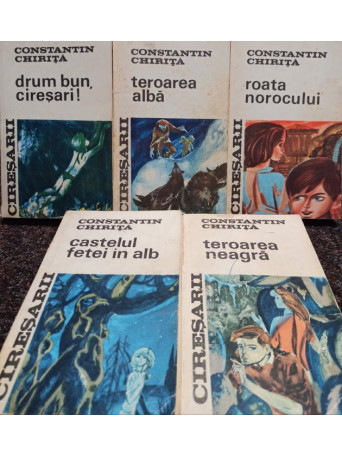 CONSTANTIN
CHIRIȚĂ
drum bun,
cireșari!
CIREȘARII
CONSTANTIN
CHIRIȚĂ
teroarea
albă
CIREȘARII
CONSTANTIN
CHIRIȚĂ
roata
norocului
CIREȘARII
CONSTANTIN
CHIRIȚĂ
castelul
fetei in alb
CIREȘARII
CONSTANTIN
CHIRIȚĂ
teroarea
neagră
CIREȘARII